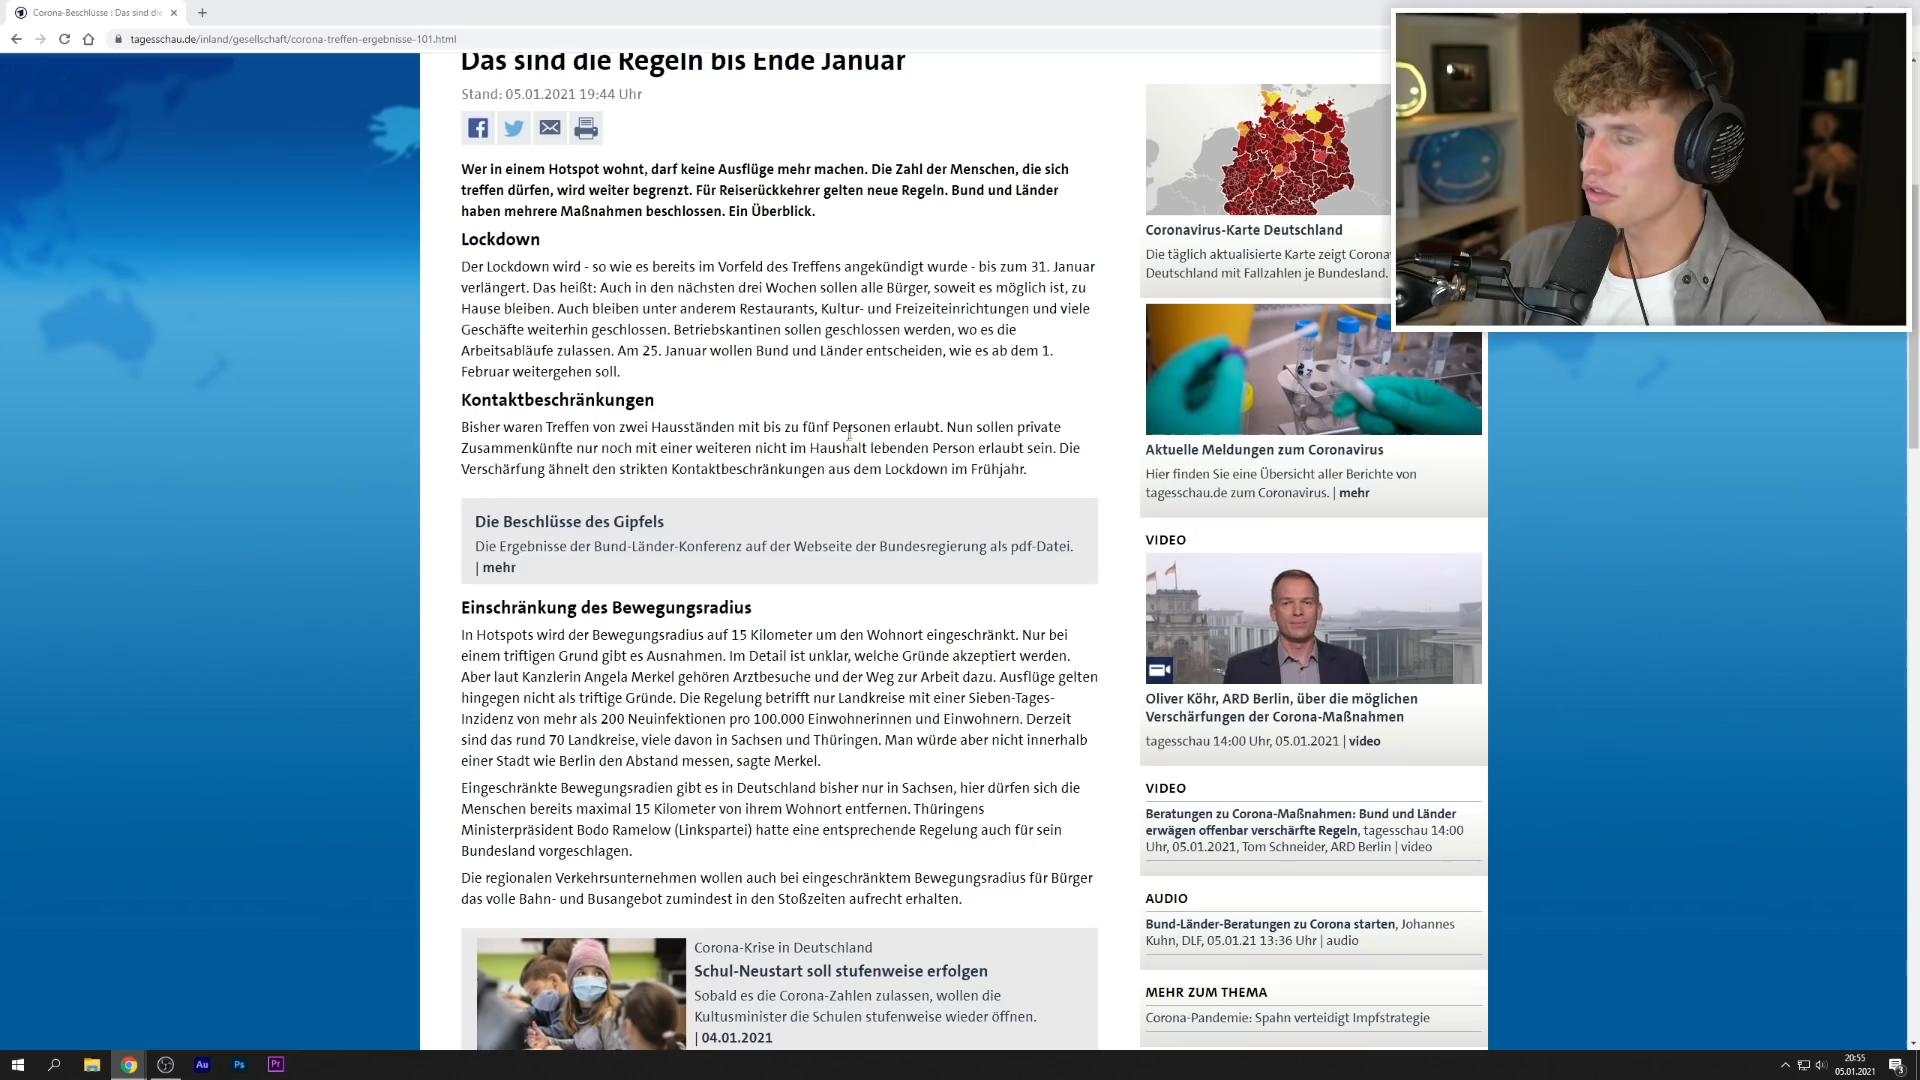 Corona-Beschlüsse : Das sind die
tagesschau.de/inland/gesellschaft/corona-treffen-ergebnisse-101.html
Das sind die Regeln bis Ende Januar
Stand: 05.01.2021 19:44 Uhr
Wer in einem Hotspot wohnt, darf keine Ausflüge mehr machen. Die Zahl der Menschen, die sich
treffen dürfen, wird weiter begrenzt. Für Reiserückkehrer gelten neue Regeln. Bund und Länder
haben mehrere Maßnahmen beschlossen. Ein Überblick.
Lockdown
Der Lockdown wird - so wie es bereits im Vorfeld des Treffens angekündigt wurde - bis zum 31. Januar
verlängert. Das heißt: Auch in den nächsten drei Wochen sollen alle Bürger, soweit es möglich ist, zu
Hause bleiben. Auch bleiben unter anderem Restaurants, Kultur- und Freizeiteinrichtungen und viele
Geschäfte weiterhin geschlossen. Betriebskantinen sollen geschlossen werden, wo es die
Arbeitsabläufe zulassen. Am 25. Januar wollen Bund und Länder entscheiden, wie es ab dem 1.
Februar weitergehen soll.
Kontaktbeschränkungen
Bisher waren Treffen von zwei Hausständen mit bis zu fünf Personen erlaubt. Nun sollen private
Zusammenkünfte nur noch mit einer weiteren nicht im Haushalt lebenden Person erlaubt sein. Die
Verschärfung ähnelt den strikten Kontaktbeschränkungen aus dem Lockdown im Frühjahr.
Die Beschlüsse des Gipfels
Die Ergebnisse der Bund-Länder-Konferenz auf der Webseite der Bundesregierung als pdf-Datei.
| mehr
Einschränkung des Bewegungsradius
In Hotspots wird der Bewegungsradius auf 15 Kilometer um den Wohnort eingeschränkt. Nur bei
einem triftigen Grund gibt es Ausnahmen. Im Detail ist unklar, welche Gründe akzeptiert werden.
Aber laut Kanzlerin Angela Merkel gehören Arztbesuche und der Weg zur Arbeit dazu. Ausflüge gelten
hingegen nicht als triftige Gründe. Die Regelung betrifft nur Landkreise mit einer Sieben-Tages-
Inzidenz von mehr als 200 Neuinfektionen pro 100.000 Einwohnerinnen und Einwohnern. Derzeit
sind das rund 70 Landkreise, viele davon in Sachsen und Thüringen. Man würde aber nicht innerhalb
einer Stadt wie Berlin den Abstand messen, sagte Merkel.
Eingeschränkte Bewegungsradien gibt es in Deutschland bisher nur in Sachsen, hier dürfen sich die
Menschen bereits maximal 15 Kilometer von ihrem Wohnort entfernen. Thüringens
Ministerpräsident Bodo Ramelow (Linkspartei) hatte eine entsprechende Regelung auch für sein
Bundesland vorgeschlagen.
Die regionalen Verkehrsunternehmen wollen auch bei eingeschränktem Bewegungsradius für Bürger
das volle Bahn- und Busangebot zumindest in den Stoßzeiten aufrecht erhalten.
Corona-Krise in Deutschland
Schul-Neustart soll stufenweise erfolgen
Sobald es die Corona-Zahlen zulassen, wollen die
Kultusminister die Schulen stufenweise wieder öffnen.
| 04.01.2021
Coronavirus-Karte Deutschland
Die täglich aktualisierte Karte zeigt Corona
Deutschland mit Fallzahlen je Bundesland.
Aktuelle Meldungen zum Coronavirus
Hier finden Sie eine Übersicht aller Berichte von
tagesschau.de zum Coronavirus. | mehr
VIDEO
Oliver Köhr, ARD Berlin, über die möglichen
Verschärfungen der Corona-Maßnahmen
tagesschau 14:00 Uhr, 05.01.2021 | video
VIDEO
Beratungen zu Corona-Maßnahmen: Bund und Länder
erwägen offenbar verschärfte Regeln, tagesschau 14:00
Uhr, 05.01.2021, Tom Schneider, ARD Berlin | video
AUDIO
Bund-Länder-Beratungen zu Corona starten, Johannes
Kuhn, DLF, 05.01.21 13:36 Uhr | audio
MEHR ZUM THEMA
Corona-Pandemie: Spahn verteidigt Impfstrategie
Au
Ps
Pr
20:55
05.01.2021
3